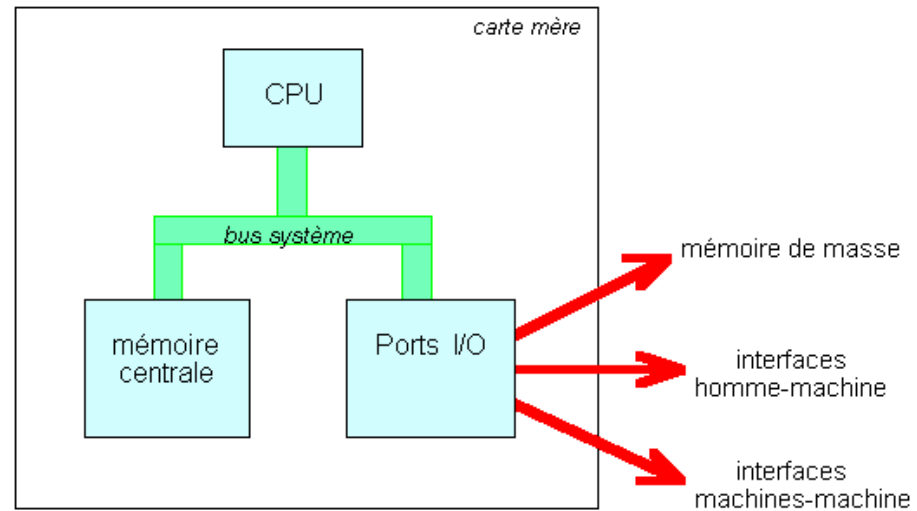 carte mère
CPU
bus système
mémoire
centrale
Ports I/O
mémoire de masse
interfaces
homme-machine
interfaces
machines-machine